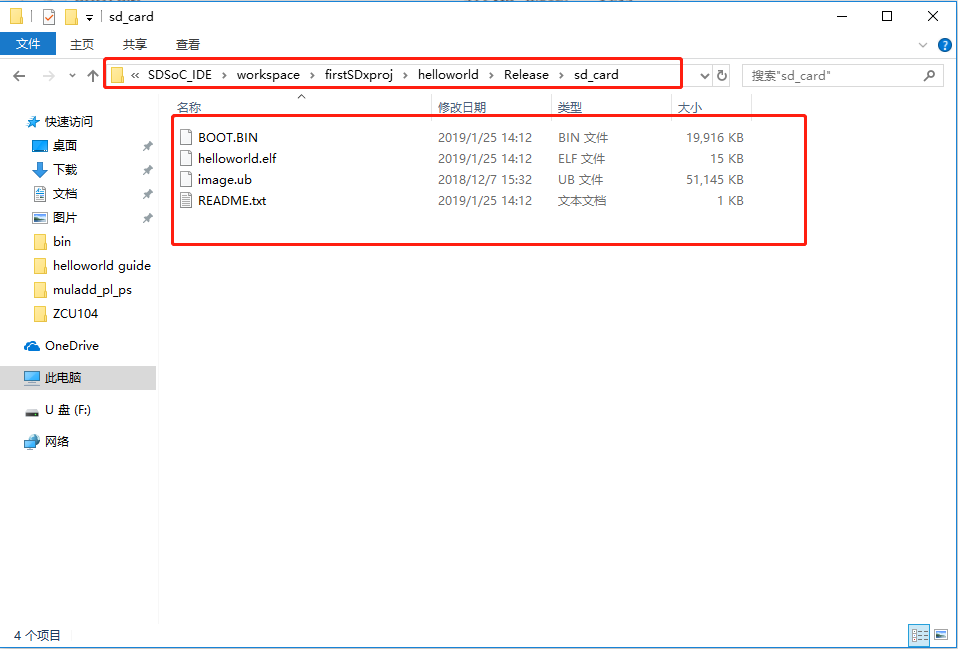 sd_card
文件 主页 共享 查看
« SDSoC_IDE › workspace › firstSDxproj › helloworld › Release › sd_card 搜索"sd_card"
名称 修改日期 类型 大小
快速访问
桌面
下载
文档
图片
bin
helloworld guide
muladd_pl_ps
ZCU104
OneDrive
此电脑
U 盘 (F:)
网络
BOOT.BIN 2019/1/25 14:12 BIN 文件 19,916 KB
helloworld.elf 2019/1/25 14:12 ELF 文件 15 KB
image.ub 2018/12/7 15:32 UB 文件 51,145 KB
README.txt 2019/1/25 14:12 文本文档 1 KB
4 个项目